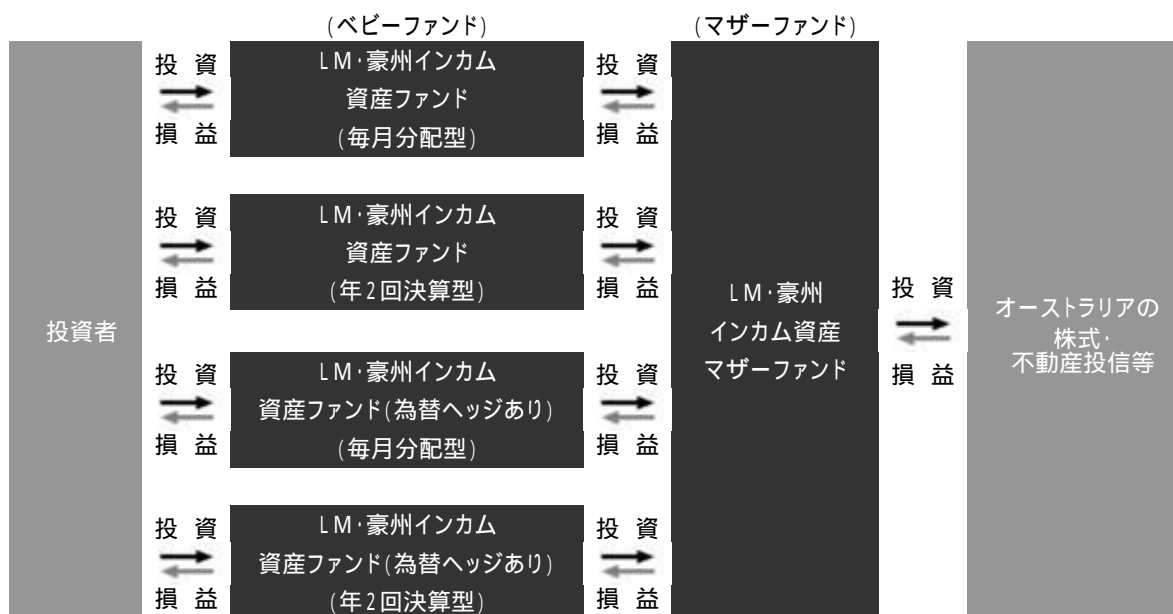 (ベビーファンド)
(マザーファンド)
投資者
投 資
損 益
LM・豪州インカム
資産ファンド
(毎月分配型)
投 資
損 益
投 資
損 益
LM・豪州インカム
資産ファンド
(年2回決算型)
投 資
損 益
投 資
損 益
LM・豪州インカム
資産ファンド(為替ヘッジあり)
(毎月分配型)
投 資
損 益
投 資
損 益
LM・豪州インカム
資産ファンド(為替ヘッジあり)
(年2回決算型)
投 資
損 益
LM・豪州
インカム資産
マザーファンド
投 資
損 益
オーストラリアの
株式・
不動産投信等